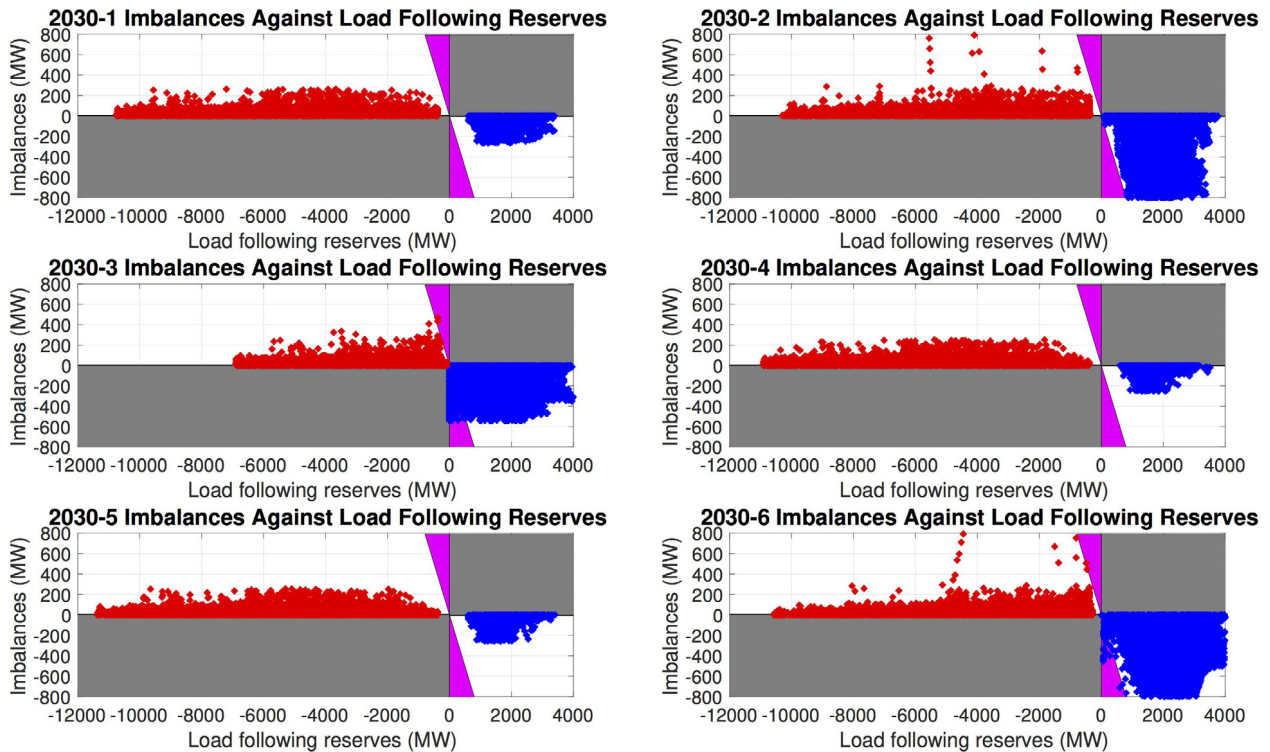 2030-1 Imbalances Against Load Following Reserves
Imbalances (MW)
800
600
400
200
0
-200
-400
-600
-800
-12000 -10000 -8000 -6000 -4000 -2000 0 2000 4000
Load following reserves (MW)
2030-2 Imbalances Against Load Following Reserves
Imbalances (MW)
800
600
400
200
0
-200
-400
-600
-800
-12000 -10000 -8000 -6000 -4000 -2000 0 2000 4000
Load following reserves (MW)
2030-3 Imbalances Against Load Following Reserves
Imbalances (MW)
800
600
400
200
0
-200
-400
-600
-800
-12000 -10000 -8000 -6000 -4000 -2000 0 2000 4000
Load following reserves (MW)
2030-4 Imbalances Against Load Following Reserves
Imbalances (MW)
800
600
400
200
0
-200
-400
-600
-800
-12000 -10000 -8000 -6000 -4000 -2000 0 2000 4000
Load following reserves (MW)
2030-5 Imbalances Against Load Following Reserves
Imbalances (MW)
800
600
400
200
0
-200
-400
-600
-800
-12000 -10000 -8000 -6000 -4000 -2000 0 2000 4000
Load following reserves (MW)
2030-6 Imbalances Against Load Following Reserves
Imbalances (MW)
800
600
400
200
0
-200
-400
-600
-800
-12000 -10000 -8000 -6000 -4000 -2000 0 2000 4000
Load following reserves (MW)